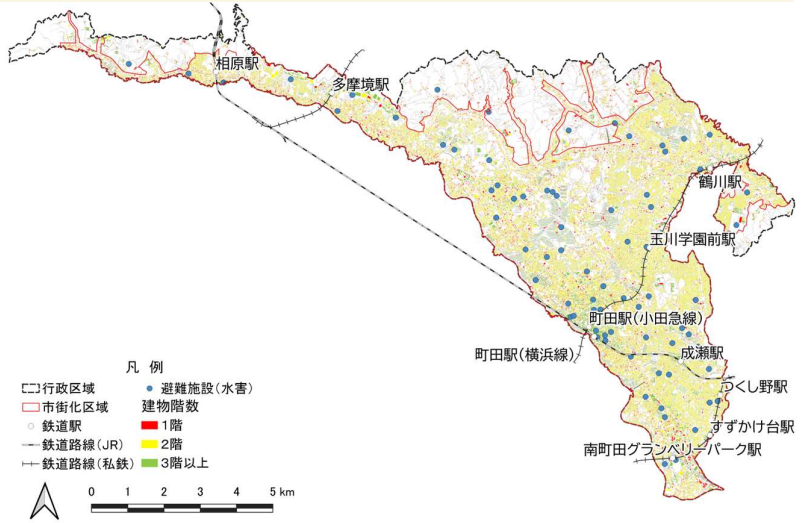 相原駅
多摩境駅
鶴川駅
玉川学園前駅
町田駅(小田急線)
町田駅(横浜線)
成瀬駅
つくし野駅
すずかけ台駅
南町田グランベリーパーク駅
凡 例
行政区域
市街化区域
鉄道駅
鉄道路線(JR)
鉄道路線(私鉄)
避難施設(水害)
建物階数
1階
2階
3階以上
0 1 2 3 4 5 km